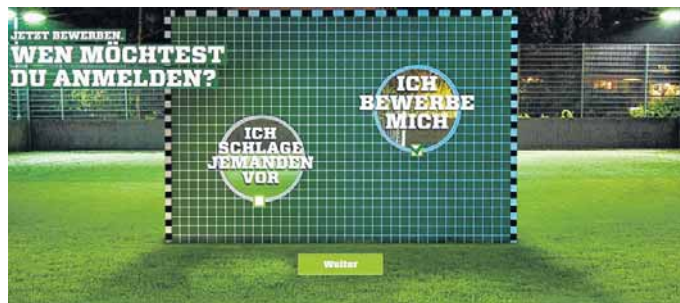 JETZT BEWERBEN.
WEN MÖCHTEST
DU ANMELDEN?
ICH
BEWERBE
MICH
ICH
SCHLAGE
JEMANDEN
VOR
Weiter